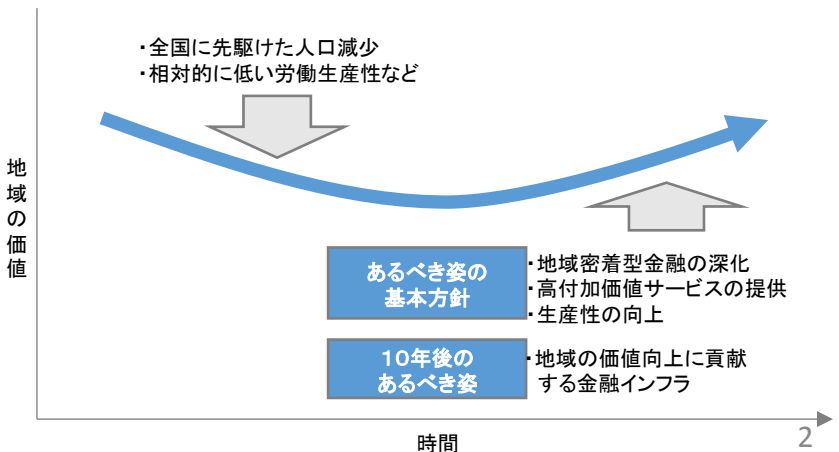 ・全国に先駆けた人口減少
・相対的に低い労働生産性など
地域の価値
あるべき姿の
基本方針
・地域密着型金融の深化
・高付加価値サービスの提供
・生産性の向上
１０年後の
あるべき姿
・地域の価値向上に貢献
する金融インフラ
時間
2